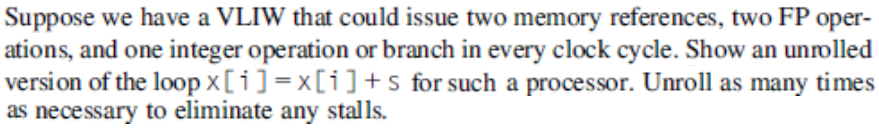 Suppose we have a VLIW that could issue two memory references, two FP oper-
ations, and one integer operation or branch in every clock cycle. Show an unrolled
version of the loop x[i]=x[i]+s for such a processor. Unroll as many times
as necessary to eliminate any stalls.